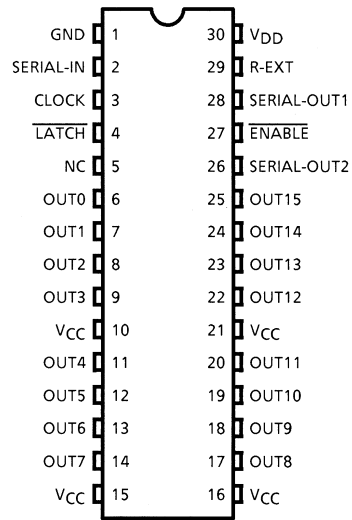 GND 1 30 VDD
SERIAL-IN 2 29 R-EXT
CLOCK 3 28 SERIAL-OUT1
LATCH 4 27 ENABLE
NC 5 26 SERIAL-OUT2
OUT0 6 25 OUT15
OUT1 7 24 OUT14
OUT2 8 23 OUT13
OUT3 9 22 OUT12
VCC 10 21 VCC
OUT4 11 20 OUT11
OUT5 12 19 OUT10
OUT6 13 18 OUT9
OUT7 14 17 OUT8
VCC 15 16 VCC